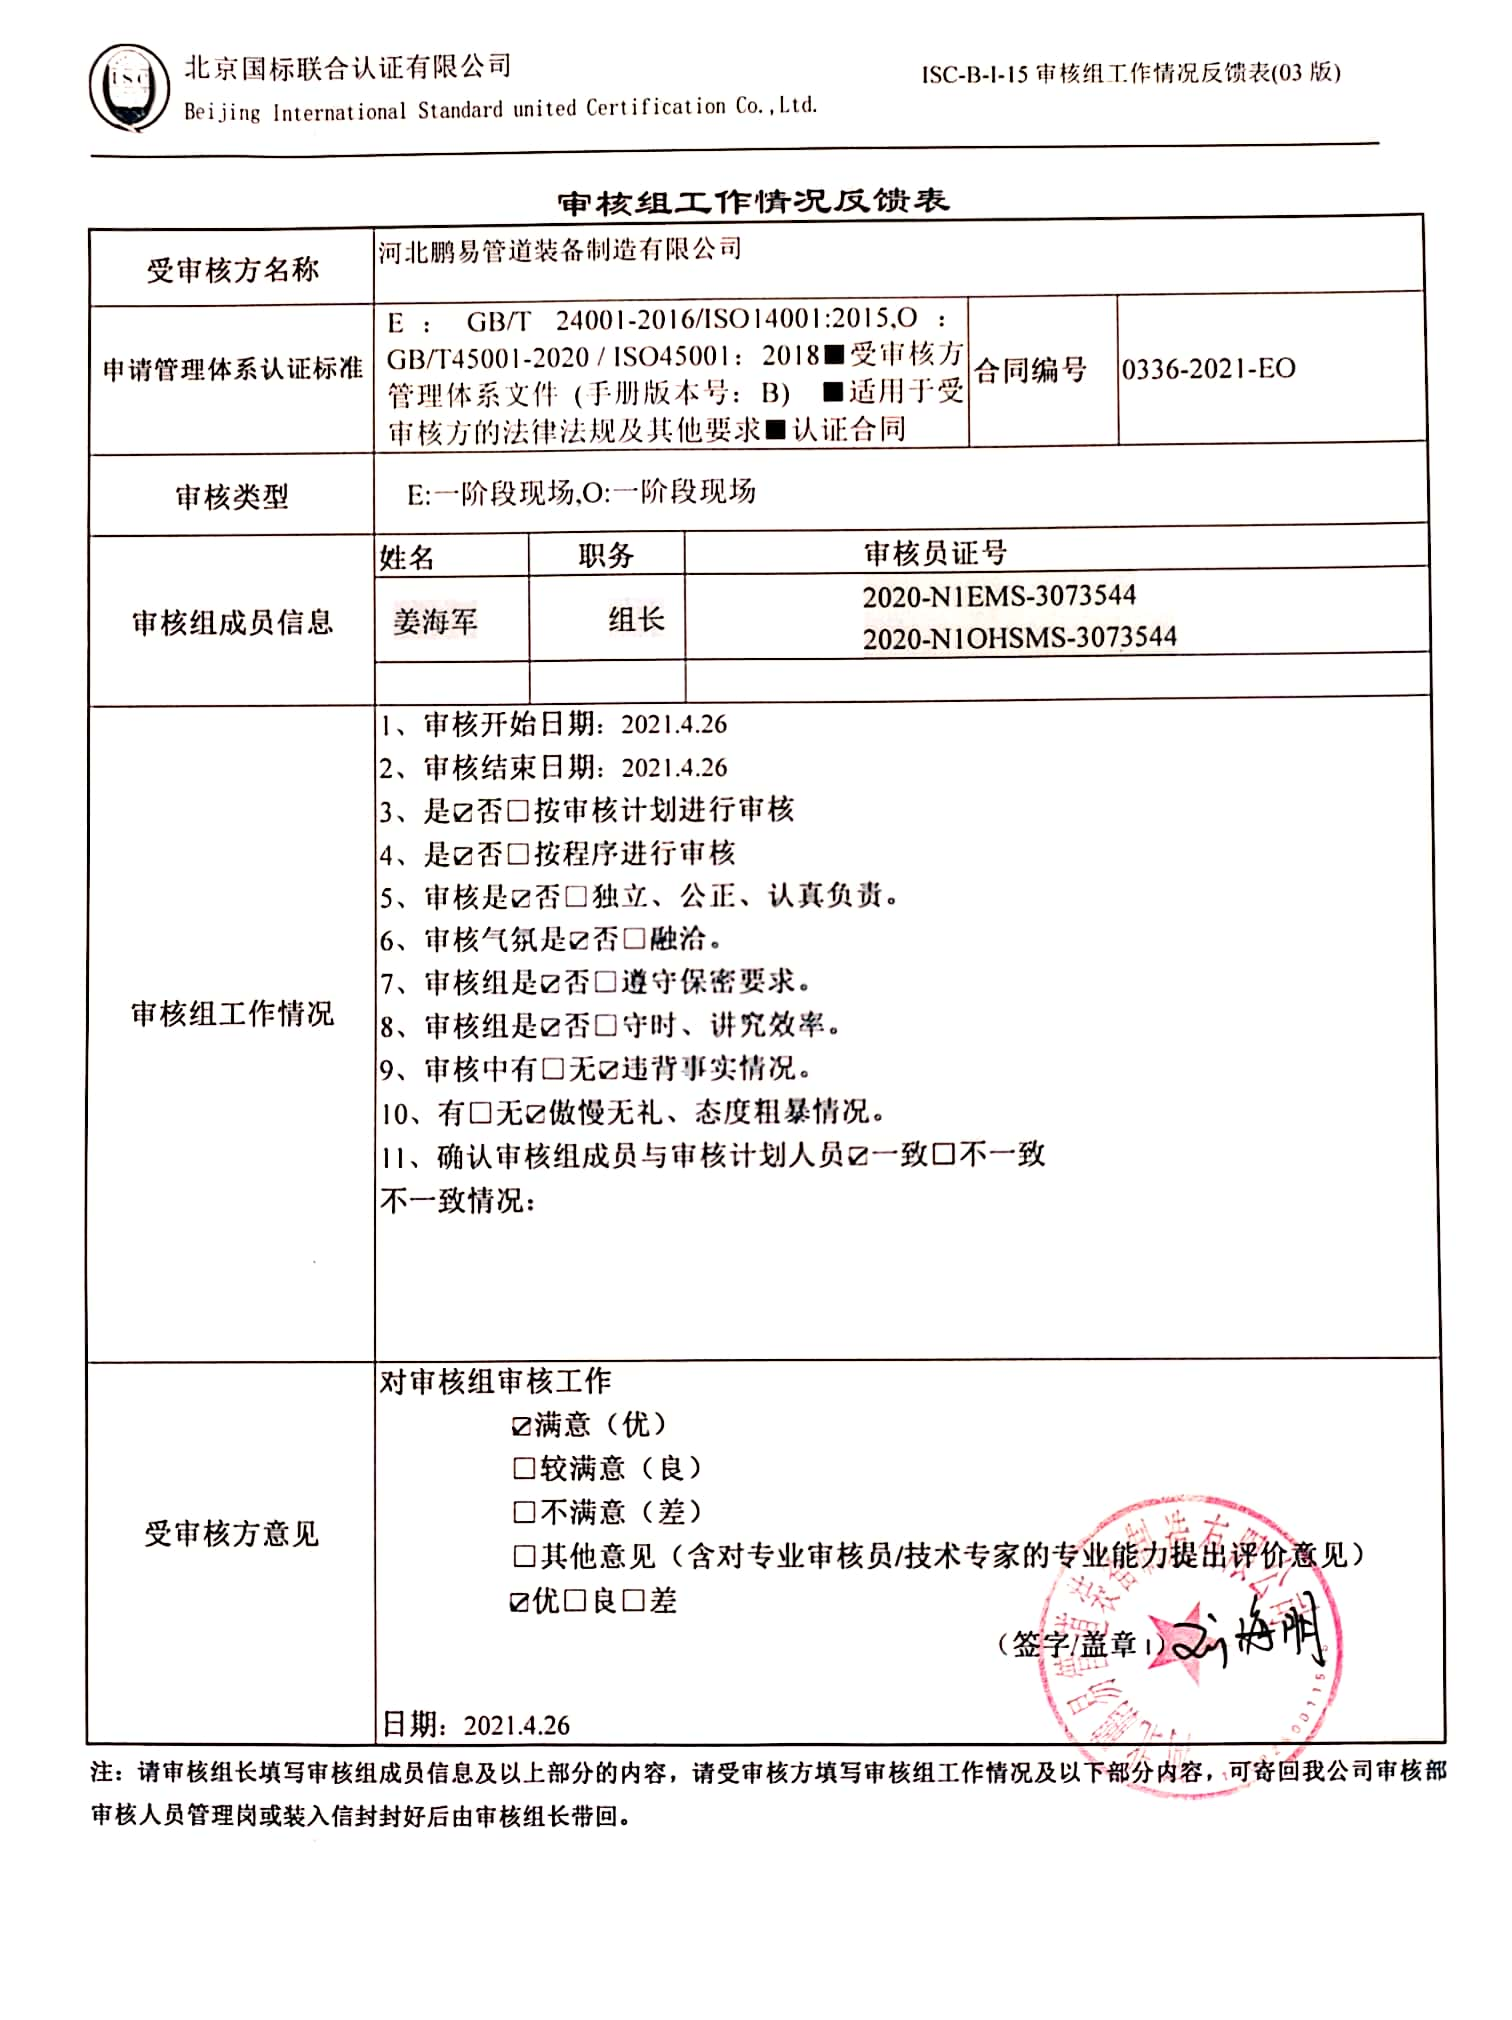 ISC
北京国标联合认证有限公司
Beijing International Standard united Certification Co.,Ltd.
ISC-B-I-15 审核组工作情况反馈表(03 版)
审核组工作情况反馈表
受审核方名称
河北鹏易管道装备制造有限公司
申请管理体系认证标准
E ： GB/T 24001-2016/ISO14001:2015,O ：
GB/T45001-2020 / ISO45001：2018■受审核方
管理体系文件 (手册版本号：B) ■适用于受
审核方的法律法规及其他要求■认证合同
合同编号
0336-2021-EO
审核类型
E:一阶段现场,O:一阶段现场
审核组成员信息
姓名 职务 审核员证号
姜海军 组长
2020-N1EMS-3073544
2020-N1OHSMS-3073544
审核组工作情况
1、审核开始日期：2021.4.26
2、审核结束日期：2021.4.26
3、是☑否□按审核计划进行审核
4、是☑否□按程序进行审核
5、审核是☑否□独立、公正、认真负责。
6、审核气氛是☑否□融洽。
7、审核组是☑否□遵守保密要求。
8、审核组是☑否□守时、讲究效率。
9、审核中有□无☑违背事实情况。
10、有□无☑傲慢无礼、态度粗暴情况。
11、确认审核组成员与审核计划人员☑一致□不一致
不一致情况：
受审核方意见
对审核组审核工作
☑满意（优）
□较满意（良）
□不满意（差）
□其他意见（含对专业审核员/技术专家的专业能力提出评价意见）
☑优□良□差
（签字/盖章）刘海明
日期：2021.4.26
注：请审核组长填写审核组成员信息及以上部分的内容，请受审核方填写审核组工作情况及以下部分内容，可寄回我公司审核部
审核人员管理岗或装入信封封好后由审核组长带回。